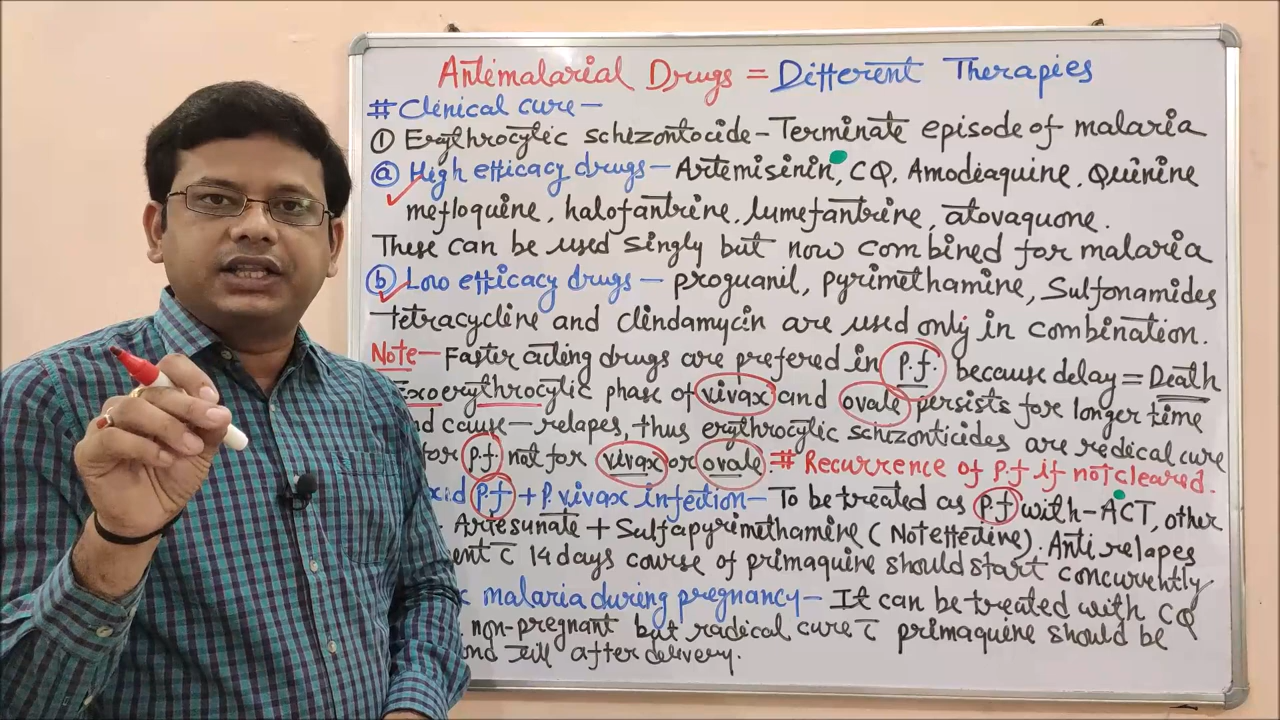 Antimalarial Drugs = Different Therapies
# Clinical cure –
① Erythrocytic schizontocide – Terminate episode of malaria
ⓐ High efficacy drugs – Artemisinin, CQ, Amodiaquine, Quinine
mefloquine, halofantrine, lumefantrine, atovaquone.
These can be used singly but now combined for malaria
ⓑ Low efficacy drugs – proguanil, pyrimethamine, Sulfonamides
Tetracycline and clindamycin are used only in combination.
Note – Faster acting drugs are prefered in p.f. because delay = Death
Exoerythrocytic phase of vivax and ovale persists for longer time
cause – relapses, thus erythrocylic schizonticides are redical cure
for p.f. not for vivax or ovale. # Recurrence of p.f if not cleared.
p.f + P. vivax infection – To be treated as p.f with – ACT, other
Artesunate + Sulfapyrimethamine (Not effective). Anti relapes
c̄ 14 days course of primaquine should start concurrently
malaria during pregnancy – It can be treated with CQ
non-pregnant but radical cure c̄ primaquine should be
till after delivery.